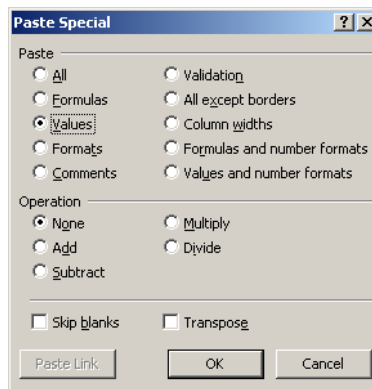 Paste Special
Paste
All
Validation
Formulas
All except borders
Values
Column widths
Formats
Formulas and number formats
Comments
Values and number formats
Operation
None
Multiply
Add
Divide
Subtract
Skip blanks
Transpose
Paste Link
OK
Cancel